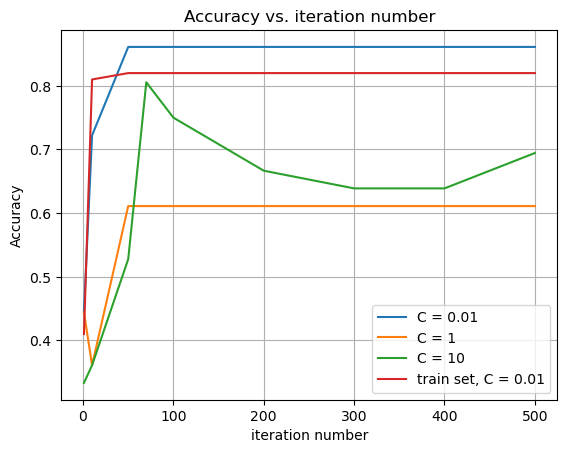 Accuracy vs. iteration number
Accuracy
0.8
0.7
0.6
0.5
0.4
0 100 200 300 400 500
iteration number
C = 0.01
C = 1
C = 10
train set, C = 0.01